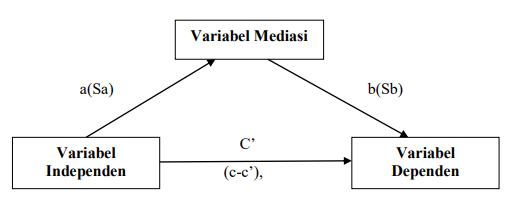 Variabel Mediasi
a(Sa)
b(Sb)
C’
Variabel
Independen
(c-c’),
Variabel
Dependen